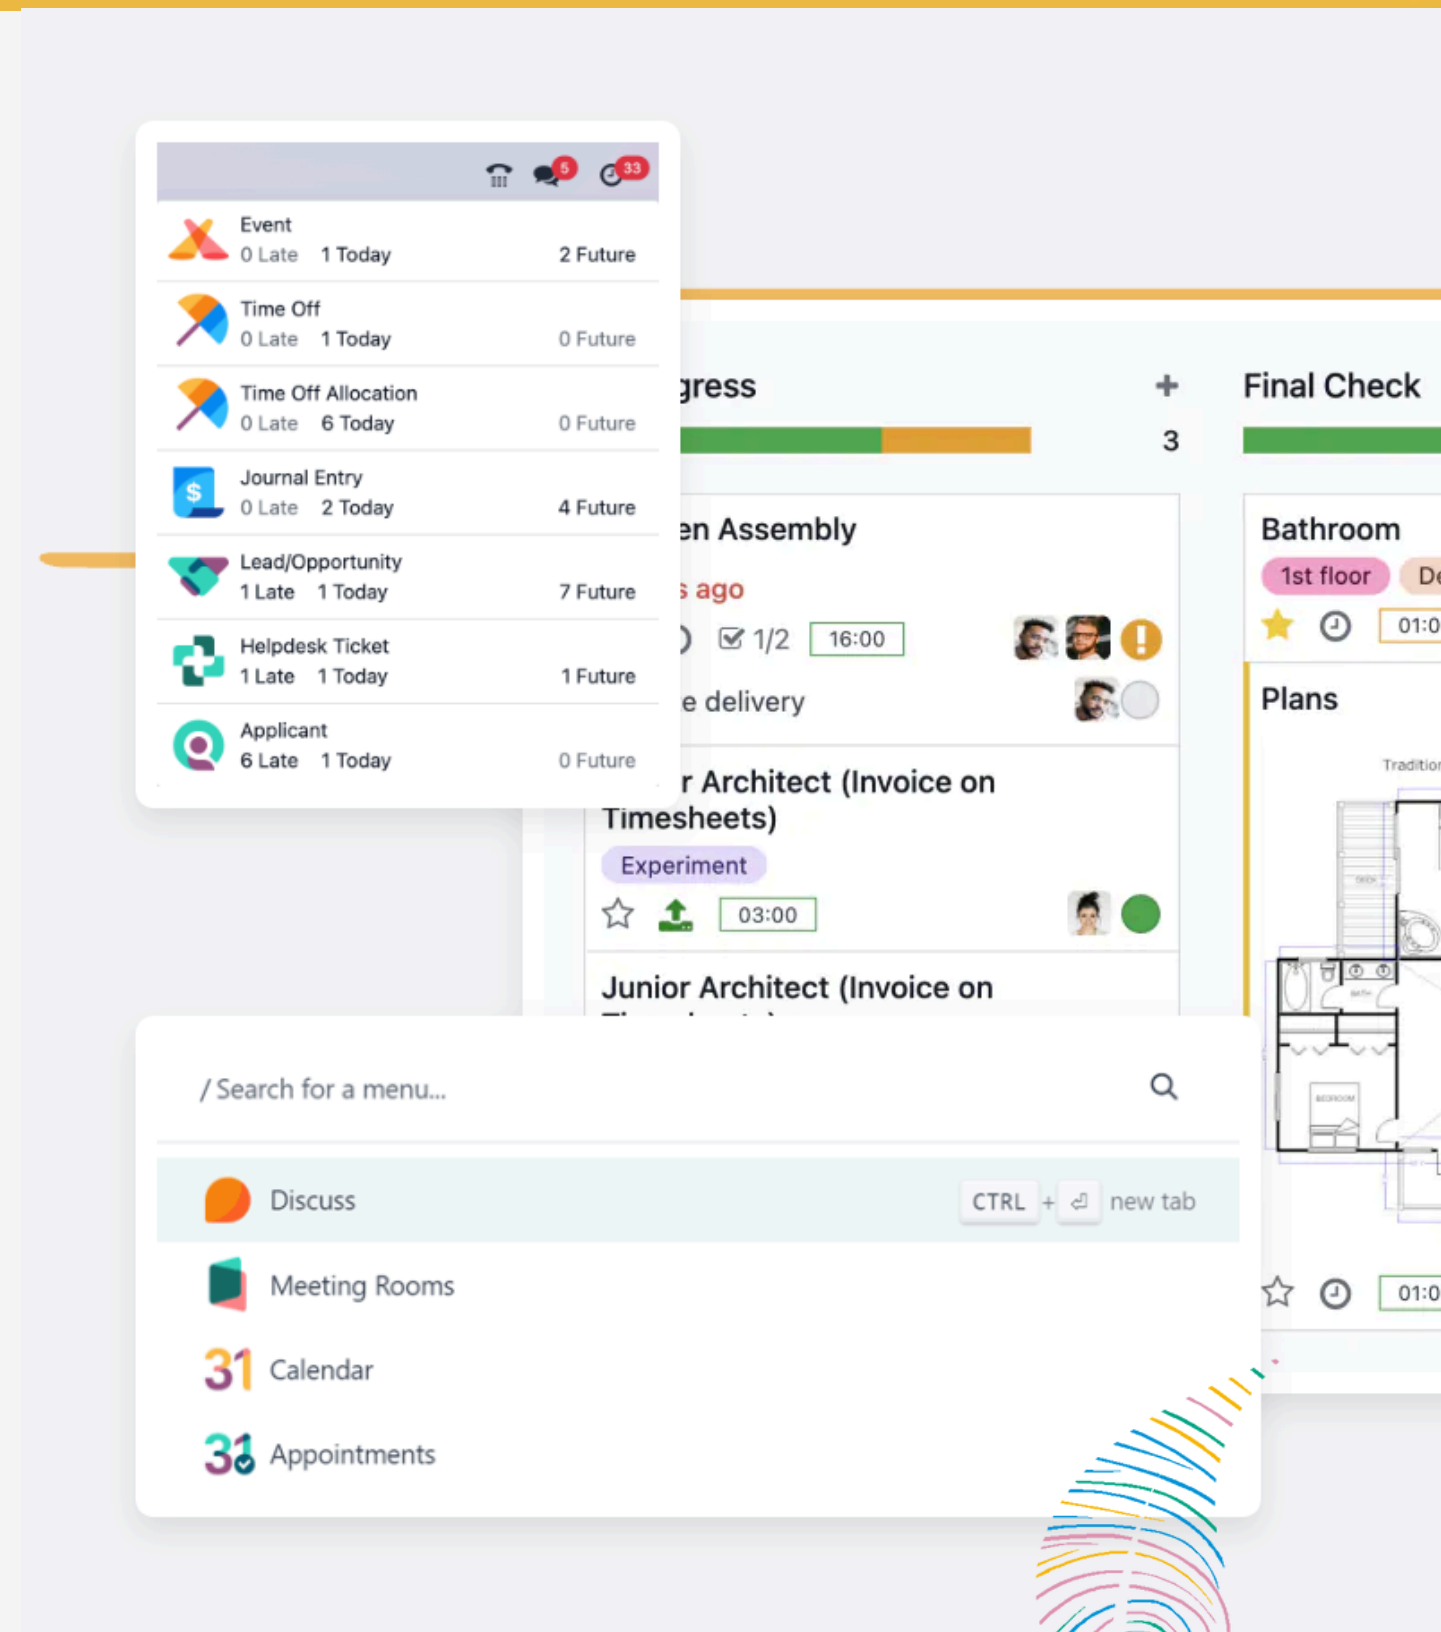 5
33
Event
0 Late 1 Today 2 Future
Time Off
0 Late 1 Today 0 Future
Time Off Allocation
0 Late 6 Today 0 Future
$
Journal Entry
0 Late 2 Today 4 Future
Lead/Opportunity
1 Late 1 Today 7 Future
Helpdesk Ticket
1 Late 1 Today 1 Future
Applicant
6 Late 1 Today 0 Future
gress +
3
en Assembly
s ago
1/2 16:00
e delivery
r Architect (Invoice on
Timesheets)
Experiment
03:00
Junior Architect (Invoice on
Final Check
Bathroom
1st floor De
01:0
Plans
Tradition
BATH
BEDROOM
01:0
/ Search for a menu...
Discuss CTRL + new tab
Meeting Rooms
31 Calendar
31 Appointments